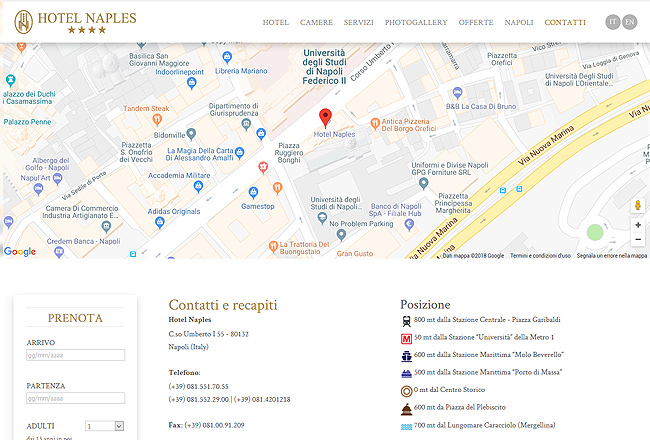 HOTEL NAPLES
HOTEL CAMERE SERVIZI PHOTOGALLERY OFFERTE NAPOLI CONTATTI IT EN
Basilica San
Giovanni Maggiore
Indoorlinepoint
Libreria Mariano
Università
degli Studi
di Napoli
Federico II
Corso Umberto I
Piazzetta
Orefici
Vico Stretto
Via Loggia di Genova
Università degli Studi
di Napoli L'Orientale...
alazzo dei Duchi
i Casamassima
Palazzo Penne
Tandem Steak
Dipartimento di
Giurisprudenza
B&B La Casa Di Bruno
Bidonville
Hotel Naples
Antica Pizzeria
Del Borgo Orefici
Via Nuova Marina
Piazzetta
S. Onofrio
dei Vecchi
La Magia Della Carta
Di Alessandro Amalfi
Piazza
Ruggiero
Bonghi
Albergo del
Golfo - Napoli
Napul'Art
Via Sedile di Porto
Accademia Militare
Uniformi e Divise Napoli
GPG Forniture SRL
Camera Di Commercio
Industria Artigianato E...
Adidas Originals
Gamestop
Università degli
Studi di Napoli...
No Problem Parking
Banco di Napoli
SpA - Filiale Hub
Piazzetta
Principessa
Margherita
Via Nuova Marina
Credem Banca - Napoli
La Trattoria Del
Buongustaio
Gran Gusto
Google
Dati mappa ©2018 Google Termini e condizioni d'uso Segnala un errore nella mappa
PRENOTA
ARRIVO
gg/mm/aaaa
PARTENZA
gg/mm/aaaa
ADULTI 1
dai 15 anni in poi
Contatti e recapiti
Hotel Naples
C.so Umberto I 55 - 80132
Napoli (Italy)
Telefono:
(+39) 081.551.70.55
(+39) 081.552.29.00 | (+39) 081.4201218
Fax: (+39) 081.00.91.209
Posizione
800 mt dalla Stazione Centrale - Piazza Garibaldi
50 mt dalla Stazione "Università" della Metro 1
600 mt dalla Stazione Marittima "Molo Beverello"
500 mt dalla Stazione Marittima "Porto di Massa"
0 mt dal Centro Storico
600 mt da Piazza del Plebiscito
700 mt dal Lungomare Caracciolo (Mergellina)